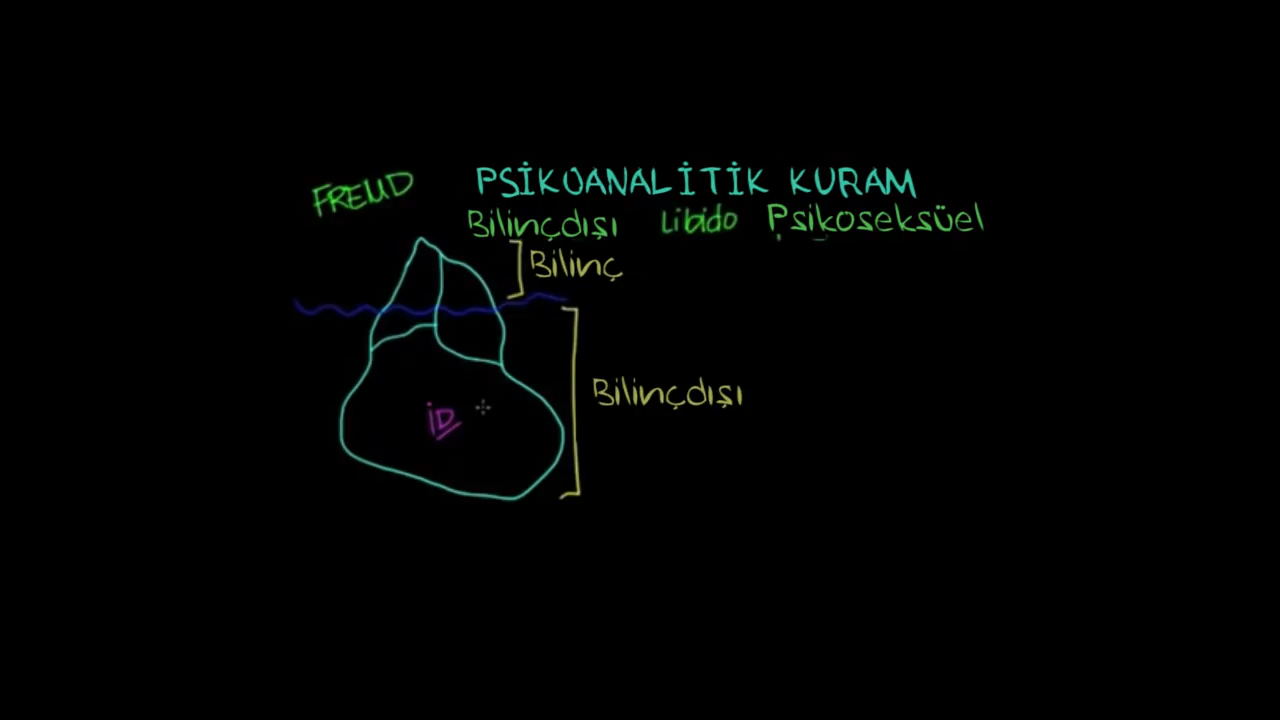 FREUD
PSİKOANALİTİK KURAM
Bilinçdışı Libido Psikoseksüel
Bilinç
Bilinçdışı
İD